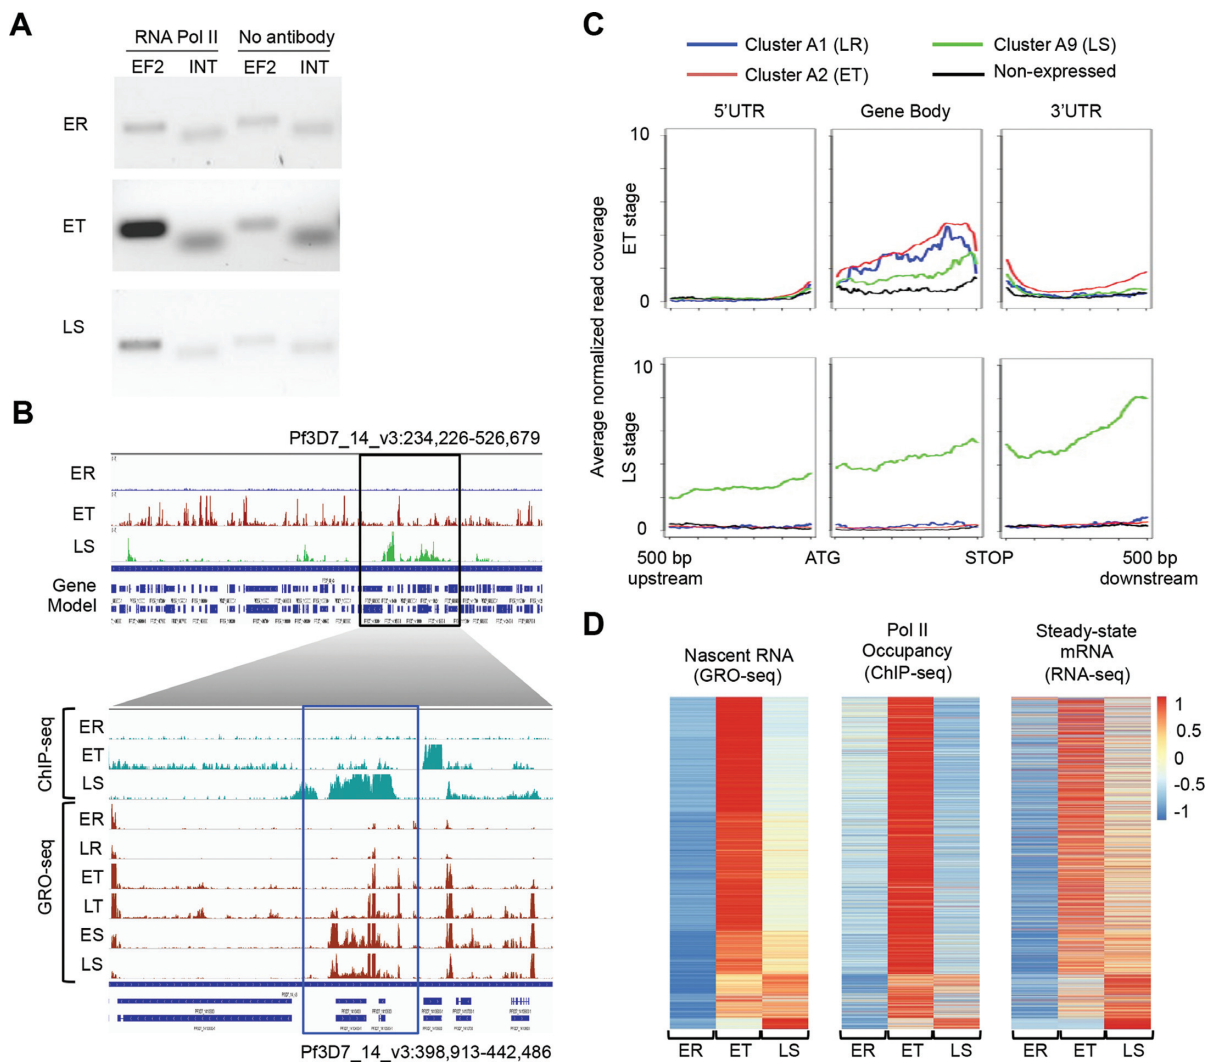 A
RNA Pol II No antibody
EF2 INT EF2 INT
ER
ET
LS
B
Pf3D7_14_v3:234,226-526,679
ER
ET
LS
Gene
Model
ChIP-seq
ER
ET
LS
GRO-seq
ER
LR
ET
LT
ES
LS
Pf3D7_14_v3:398,913-442,486
C
Cluster A1 (LR) Cluster A9 (LS)
Cluster A2 (ET) Non-expressed
5'UTR Gene Body 3'UTR
Average normalized read coverage
ET stage
10
0
LS stage
10
0
500 bp ATG STOP 500 bp
upstream downstream
D
Nascent RNA
(GRO-seq)
Pol II
Occupancy
(ChIP-seq)
Steady-state
mRNA
(RNA-seq)
1
0.5
0
-0.5
-1
ER ET LS ER ET LS ER ET LS